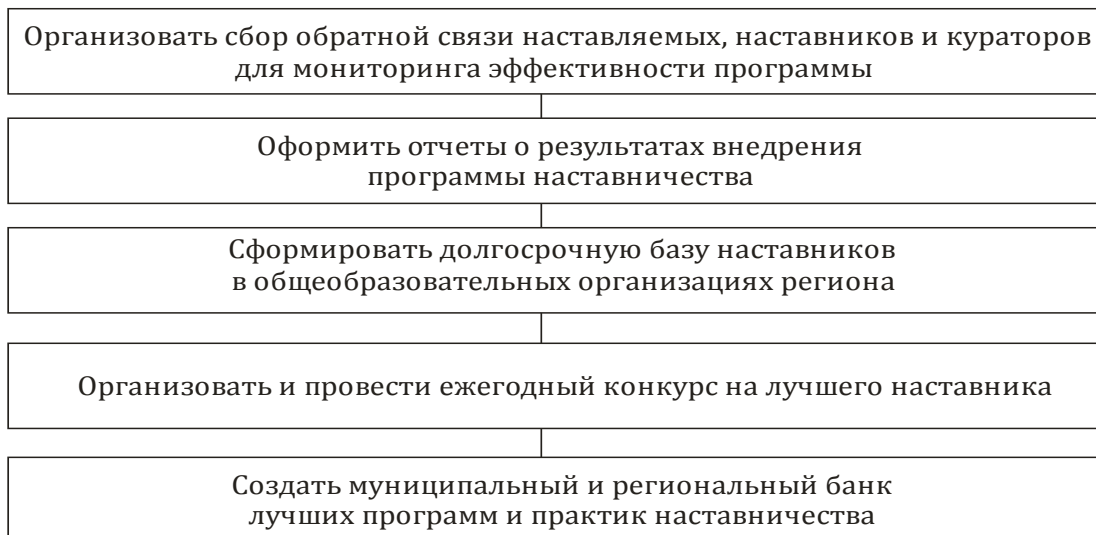 Организовать сбор обратной связи наставляемых, наставников и кураторов
для мониторинга эффективности программы
Оформить отчеты о результатах внедрения
программы наставничества
Сформировать долгосрочную базу наставников
в общеобразовательных организациях региона
Организовать и провести ежегодный конкурс на лучшего наставника
Создать муниципальный и региональный банк
лучших программ и практик наставничества